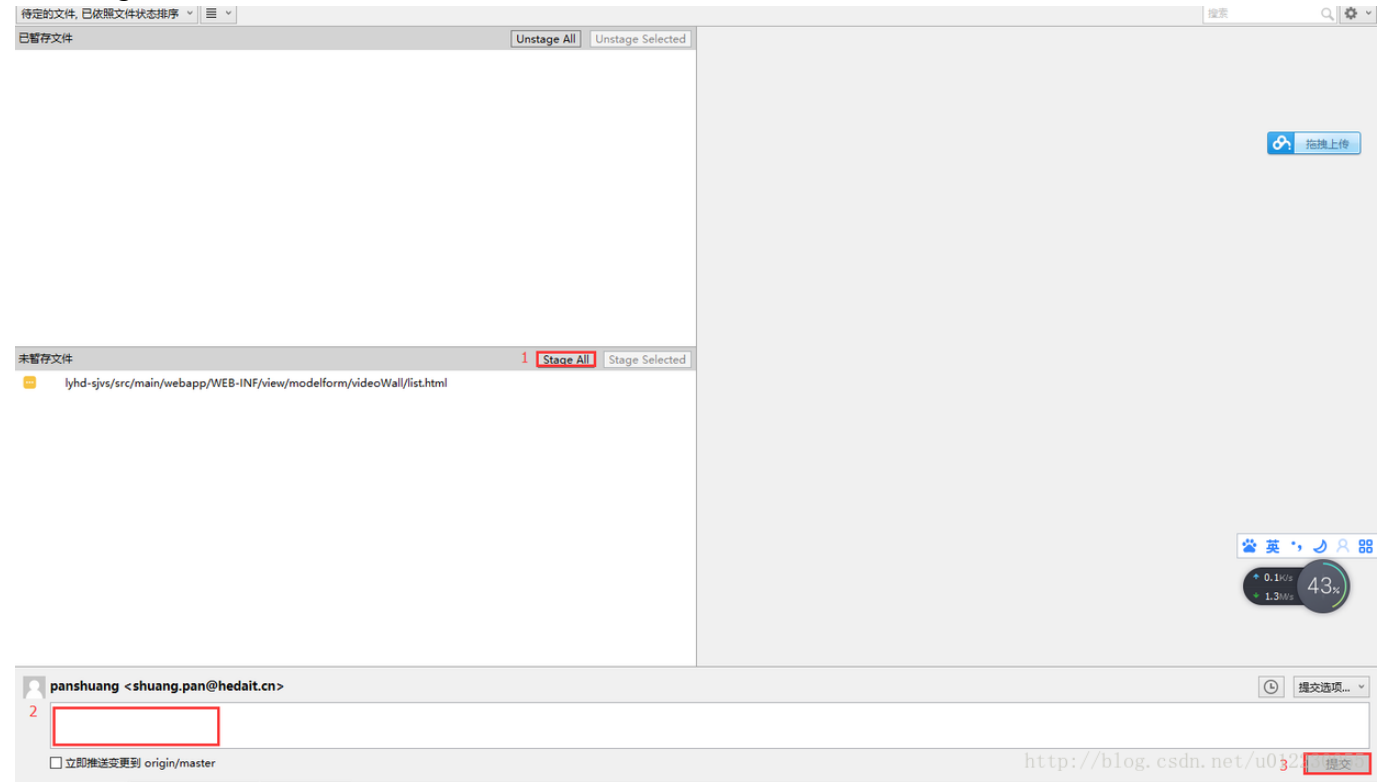 待定的文件, 已依照文件状态排序
搜索
已暂存文件 Unstage All Unstage Selected
拖拽上传
未暂存文件 1 Stage All Stage Selected
lyhd-sjvs/src/main/webapp/WEB-INF/view/modelform/videoWall/list.html
英
0.1K/s
43%
1.3M/s
panshuang <shuang.pan@hedait.cn>
提交选项...
2
立即推送变更到 origin/master
http://blog.csdn.net/u012
3 提交